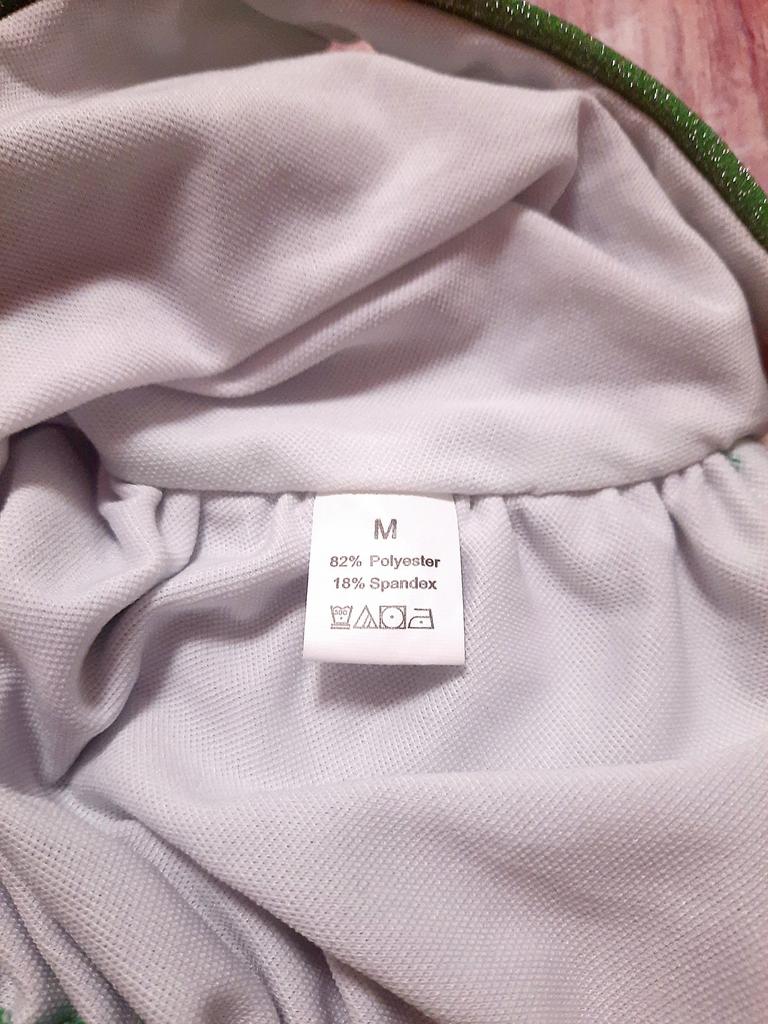 M
82% Polyester
18% Spandex